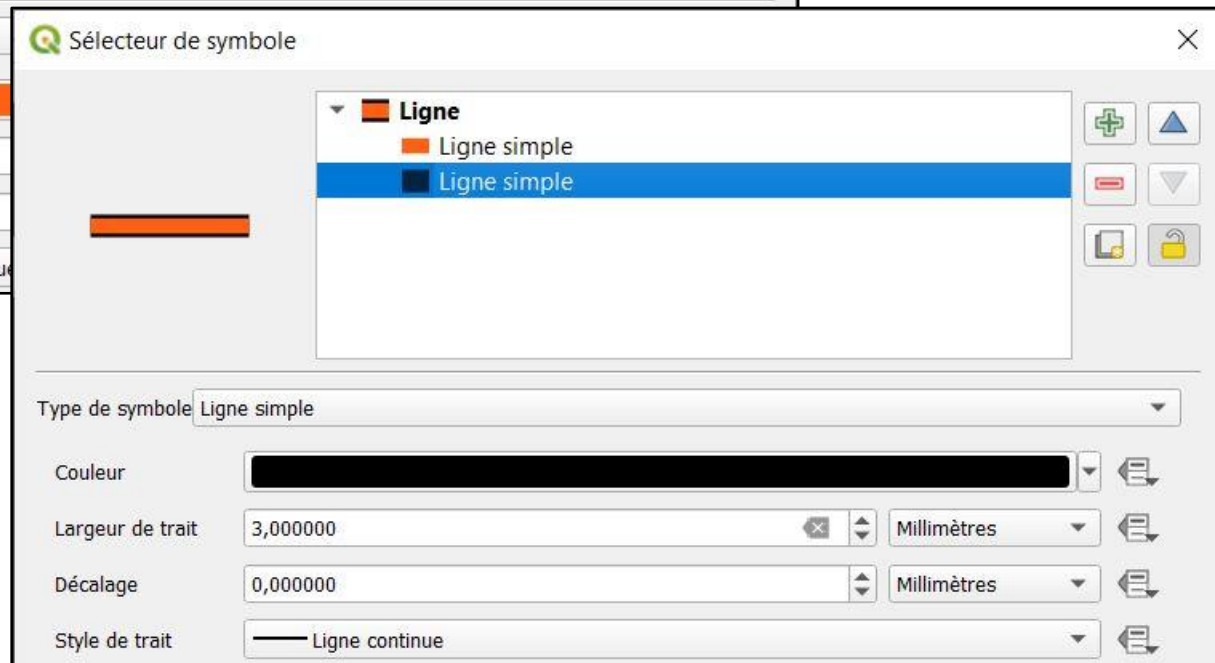 Sélecteur de symbole
Ligne
Ligne simple
Ligne simple
Type de symbole Ligne simple
Couleur
Largeur de trait 3,000000 Millimètres
Décalage 0,000000 Millimètres
Style de trait Ligne continue